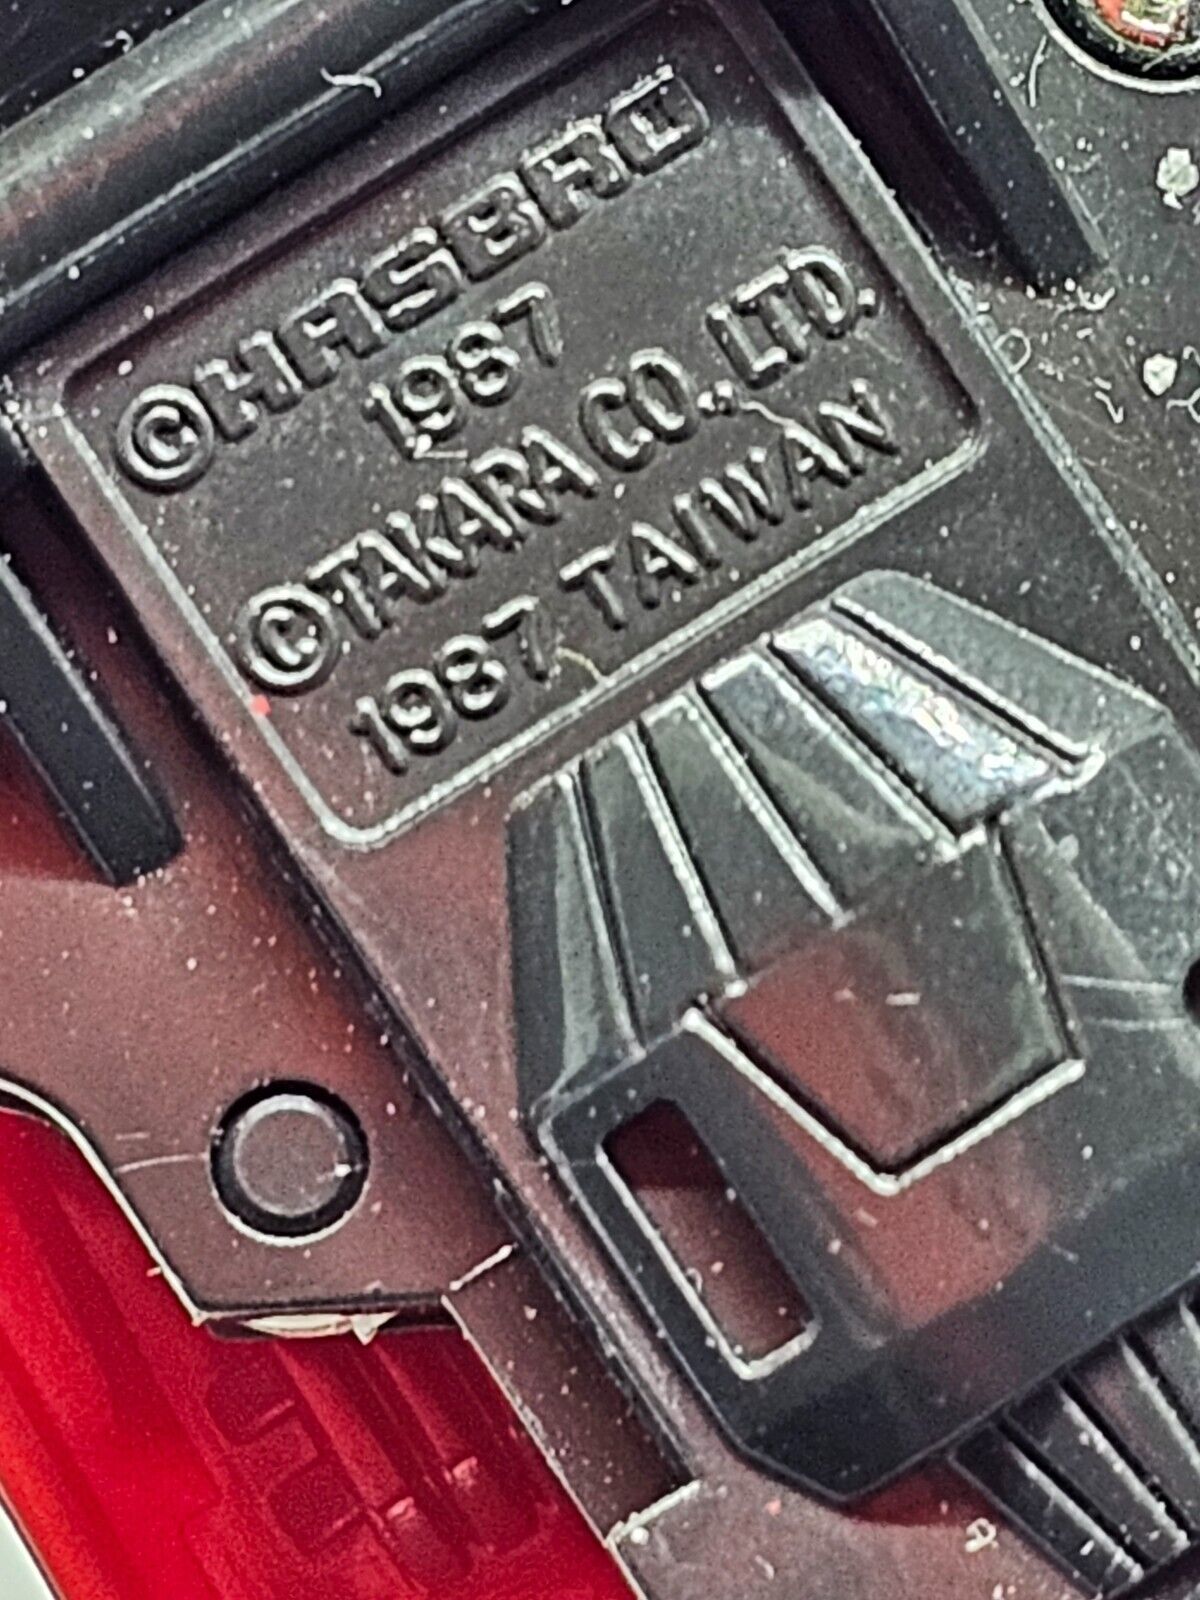 ©HASBRO
1987
©TAKARA CO., LTD.
1987 TAIWAN